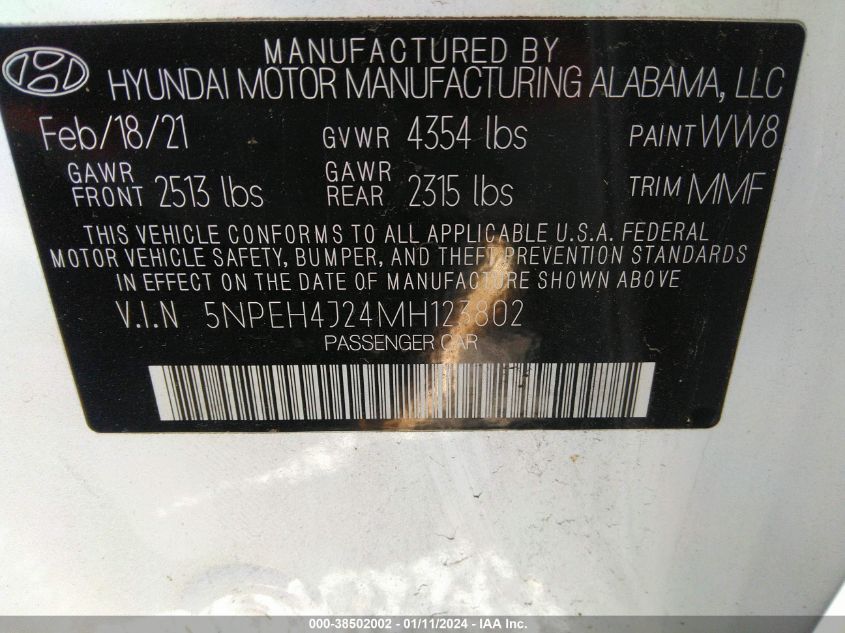 MANUFACTURED BY
HYUNDAI MOTOR MANUFACTURING ALABAMA, LLC
Feb/18/21 GVWR 4354 lbs PAINT WW8
GAWR FRONT 2513 lbs GAWR REAR 2315 lbs TRIM MMF
THIS VEHICLE CONFORMS TO ALL APPLICABLE U.S.A. FEDERAL
MOTOR VEHICLE SAFETY, BUMPER, AND THEFT PREVENTION STANDARDS
IN EFFECT ON THE DATE OF MANUFACTURE SHOWN ABOVE
V.I.N 5NPEH4J24MH123802
PASSENGER CAR
000-38502002 - 01/11/2024 - IAA Inc.